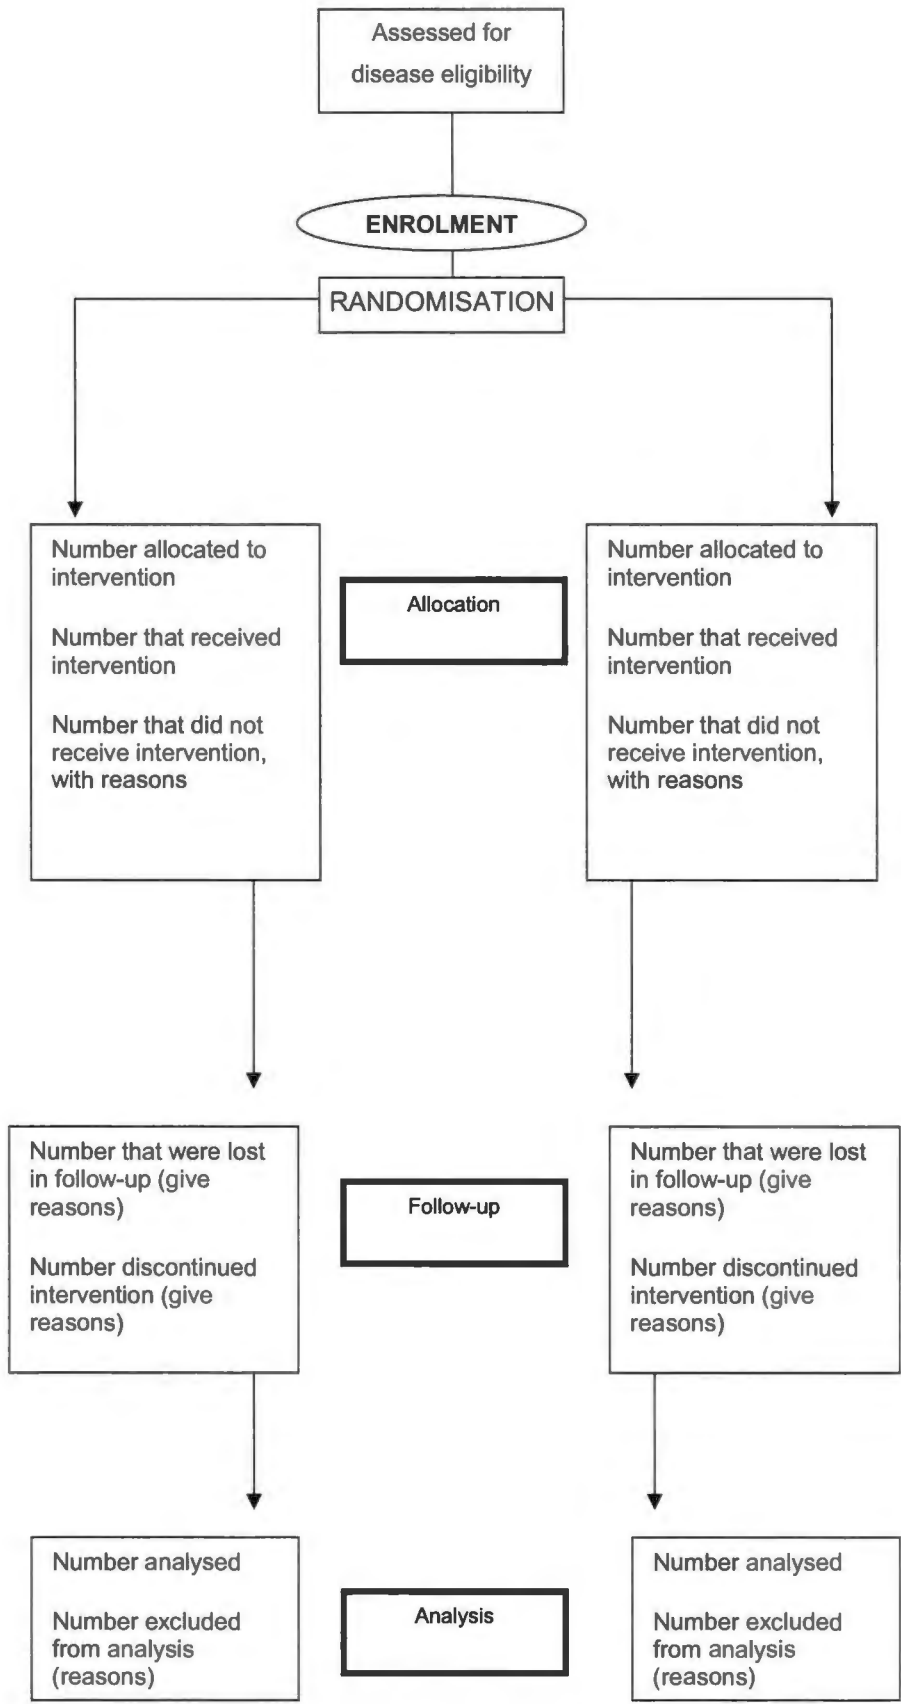 Assessed for
disease eligibility
ENROLMENT
RANDOMISATION
Number allocated to
intervention
Number that received
intervention
Number that did not
receive intervention,
with reasons
Allocation
Number allocated to
intervention
Number that received
intervention
Number that did not
receive intervention,
with reasons
Number that were lost
in follow-up (give
reasons)
Number discontinued
intervention (give
reasons)
Follow-up
Number that were lost
in follow-up (give
reasons)
Number discontinued
intervention (give
reasons)
Number analysed
Number excluded
from analysis
(reasons)
Analysis
Number analysed
Number excluded
from analysis
(reasons)